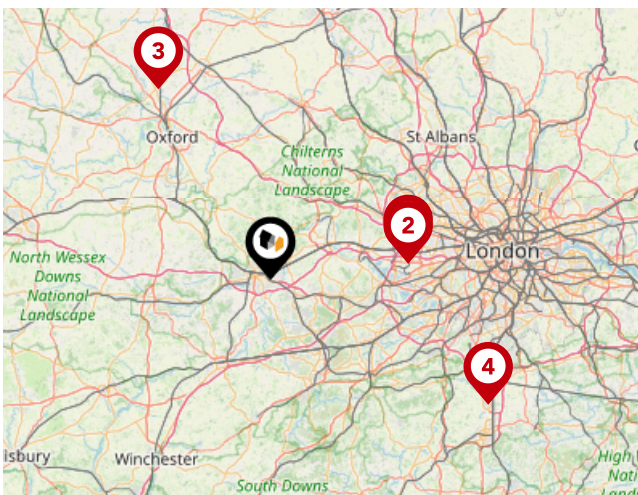 3
Oxford
St Albans
Chilterns
National
Landscape
2
London
North Wessex
Downs
National
Landscape
4
isbury
Winchester
South Downs
High
Nati